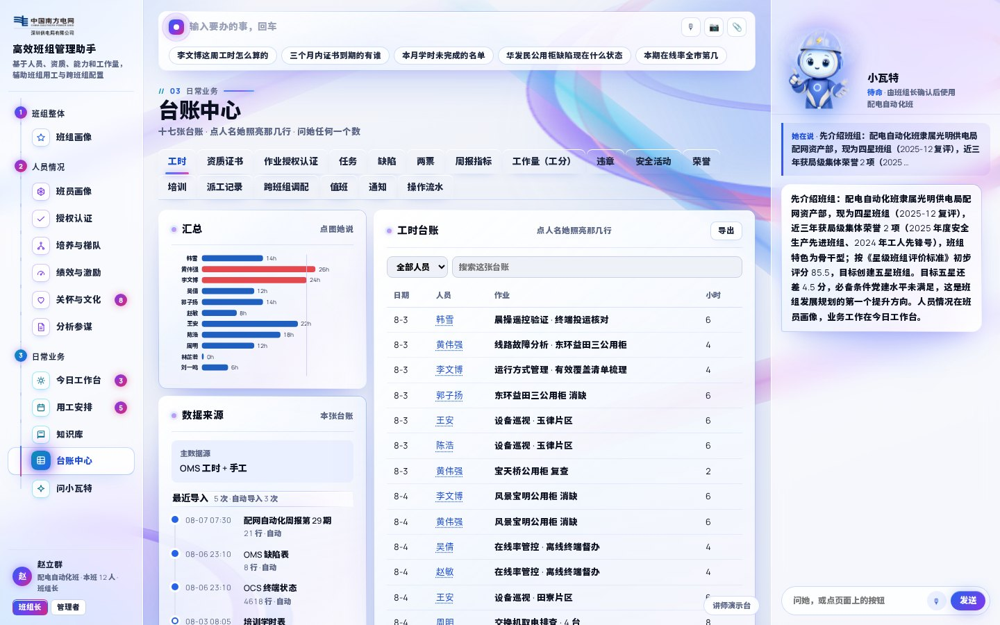 中国南方电网
CHINA SOUTHERN POWER GRID
深圳供电局有限公司
高效班组管理助手
基于人员、资质、能力和工作量，
辅助班组用工与跨班组配置
1 班组整体
班组画像
2 人员情况
班员画像
授权认证
培养与梯队
绩效与激励
关怀与文化 8
分析参谋
3 日常业务
今日工作台 3
用工安排 5
知识库
台账中心
问小瓦特
赵
赵立群
配电自动化班 · 本班 12 人 ·
班组长
班组长 管理者
输入要办的事，回车
李文博这周工时怎么算的 三个月内证书到期的有谁 本月学时未完成的名单 华发民公用柜缺陷现在什么状态 本期在线率全市第几
// 03 日常业务
台账中心
十七张台账 · 点人名她照亮那几行 · 问她任何一个数
工时 资质证书 作业授权认证 任务 缺陷 两票 周报指标 工作量（工分） 违章 安全活动 荣誉
培训 派工记录 跨班组调配 值班 通知 操作流水
汇总 点图她说
韩雪 14h
黄伟强 26h
李文博 24h
吴倩 12h
郭子扬 14h
赵敏 8h
王安 22h
陈浩 18h
周明 12h
林芷若 0h
刘一鸣 6h
数据来源 本张台账
主数据源
OMS 工时 + 手工
最近导入 5 次 · 自动导入 3 次
08-07 07:30 配网自动化周报第 29 期
21 行 · 自动
08-06 23:10 OMS 缺陷表
8 行 · 自动
08-06 23:10 OCS 终端状态
4618 行 · 自动
08-03 08:05 培训学时表
工时台账 点人名她照亮那几行 导出
全部人员 搜索这张台账
日期 人员 作业 小时
8-3 韩雪 晨操遥控验证 · 终端投运核对 6
8-3 黄伟强 线路故障分析 · 东环益田三公用柜 4
8-3 李文博 运行方式管理 · 有效覆盖清单梳理 4
8-3 郭子扬 东环益田三公用柜 消缺 6
8-3 王安 设备巡视 · 玉律片区 6
8-3 陈浩 设备巡视 · 玉律片区 6
8-3 黄伟强 宝天桥公用柜 复查 2
8-4 李文博 风景宝明公用柜 消缺 6
8-4 黄伟强 风景宝明公用柜 消缺 6
8-4 吴倩 在线率管控 · 离线终端督办 4
8-4 赵敏 在线率管控 · 离线终端督办 4
8-4 王安 设备巡视 · 田寮片区 6
8-4 周明 交换机取电排查 · 4 台 8
讲师演示台
小瓦特
待命 · 由班组长确认后使用
配电自动化班
她在说 · 先介绍班组：配电自动化班隶属光明供电局
配网资产部，现为四星班组（2025-12 复评），近三
年获局级集体荣誉 2 项（2025 …
先介绍班组：配电自动化班隶属光明供电局配
网资产部，现为四星班组（2025-12 复评），
近三年获局级集体荣誉 2 项（2025 年度安全
生产先进班组、2024 年工人先锋号），班组
特色为骨干型；按《星级班组评价标准》初步
评分 85.5，目标创建五星班组。目标五星还
差 4.5 分，必备条件党建水平未满足，这是班
组发展规划的第一个提升方向。人员情况在班
员画像，业务工作在今日工作台。
问她，或点页面上的按钮 发送